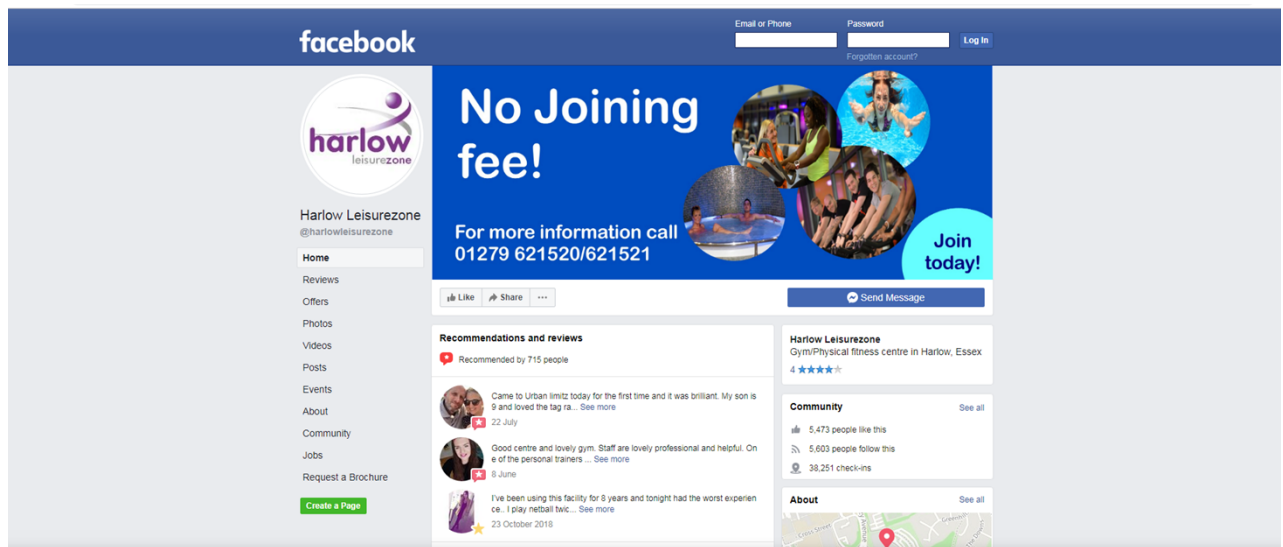 facebook
Email or Phone
Password
Log In
Forgotten account?
harlow
leisurezone
Harlow Leisurezone
@harlowleisurezone
Home
Reviews
Offers
Photos
Videos
Posts
Events
About
Community
Jobs
Request a Brochure
Create a Page
No Joining
fee!
For more information call
01279 621520/621521
Join
today!
Like
Share
Send Message
Recommendations and reviews
Recommended by 715 people
Came to Urban limitz today for the first time and it was brilliant. My son is
9 and loved the tag ra... See more
22 July
Good centre and lovely gym. Staff are lovely professional and helpful. On
e of the personal trainers ... See more
8 June
I've been using this facility for 8 years and tonight had the worst experien
ce.. I play netball twic... See more
23 October 2018
Harlow Leisurezone
Gym/Physical fitness centre in Harlow, Essex
4
Community
See all
5,473 people like this
5,603 people follow this
38,251 check-ins
About
See all
Cross Street